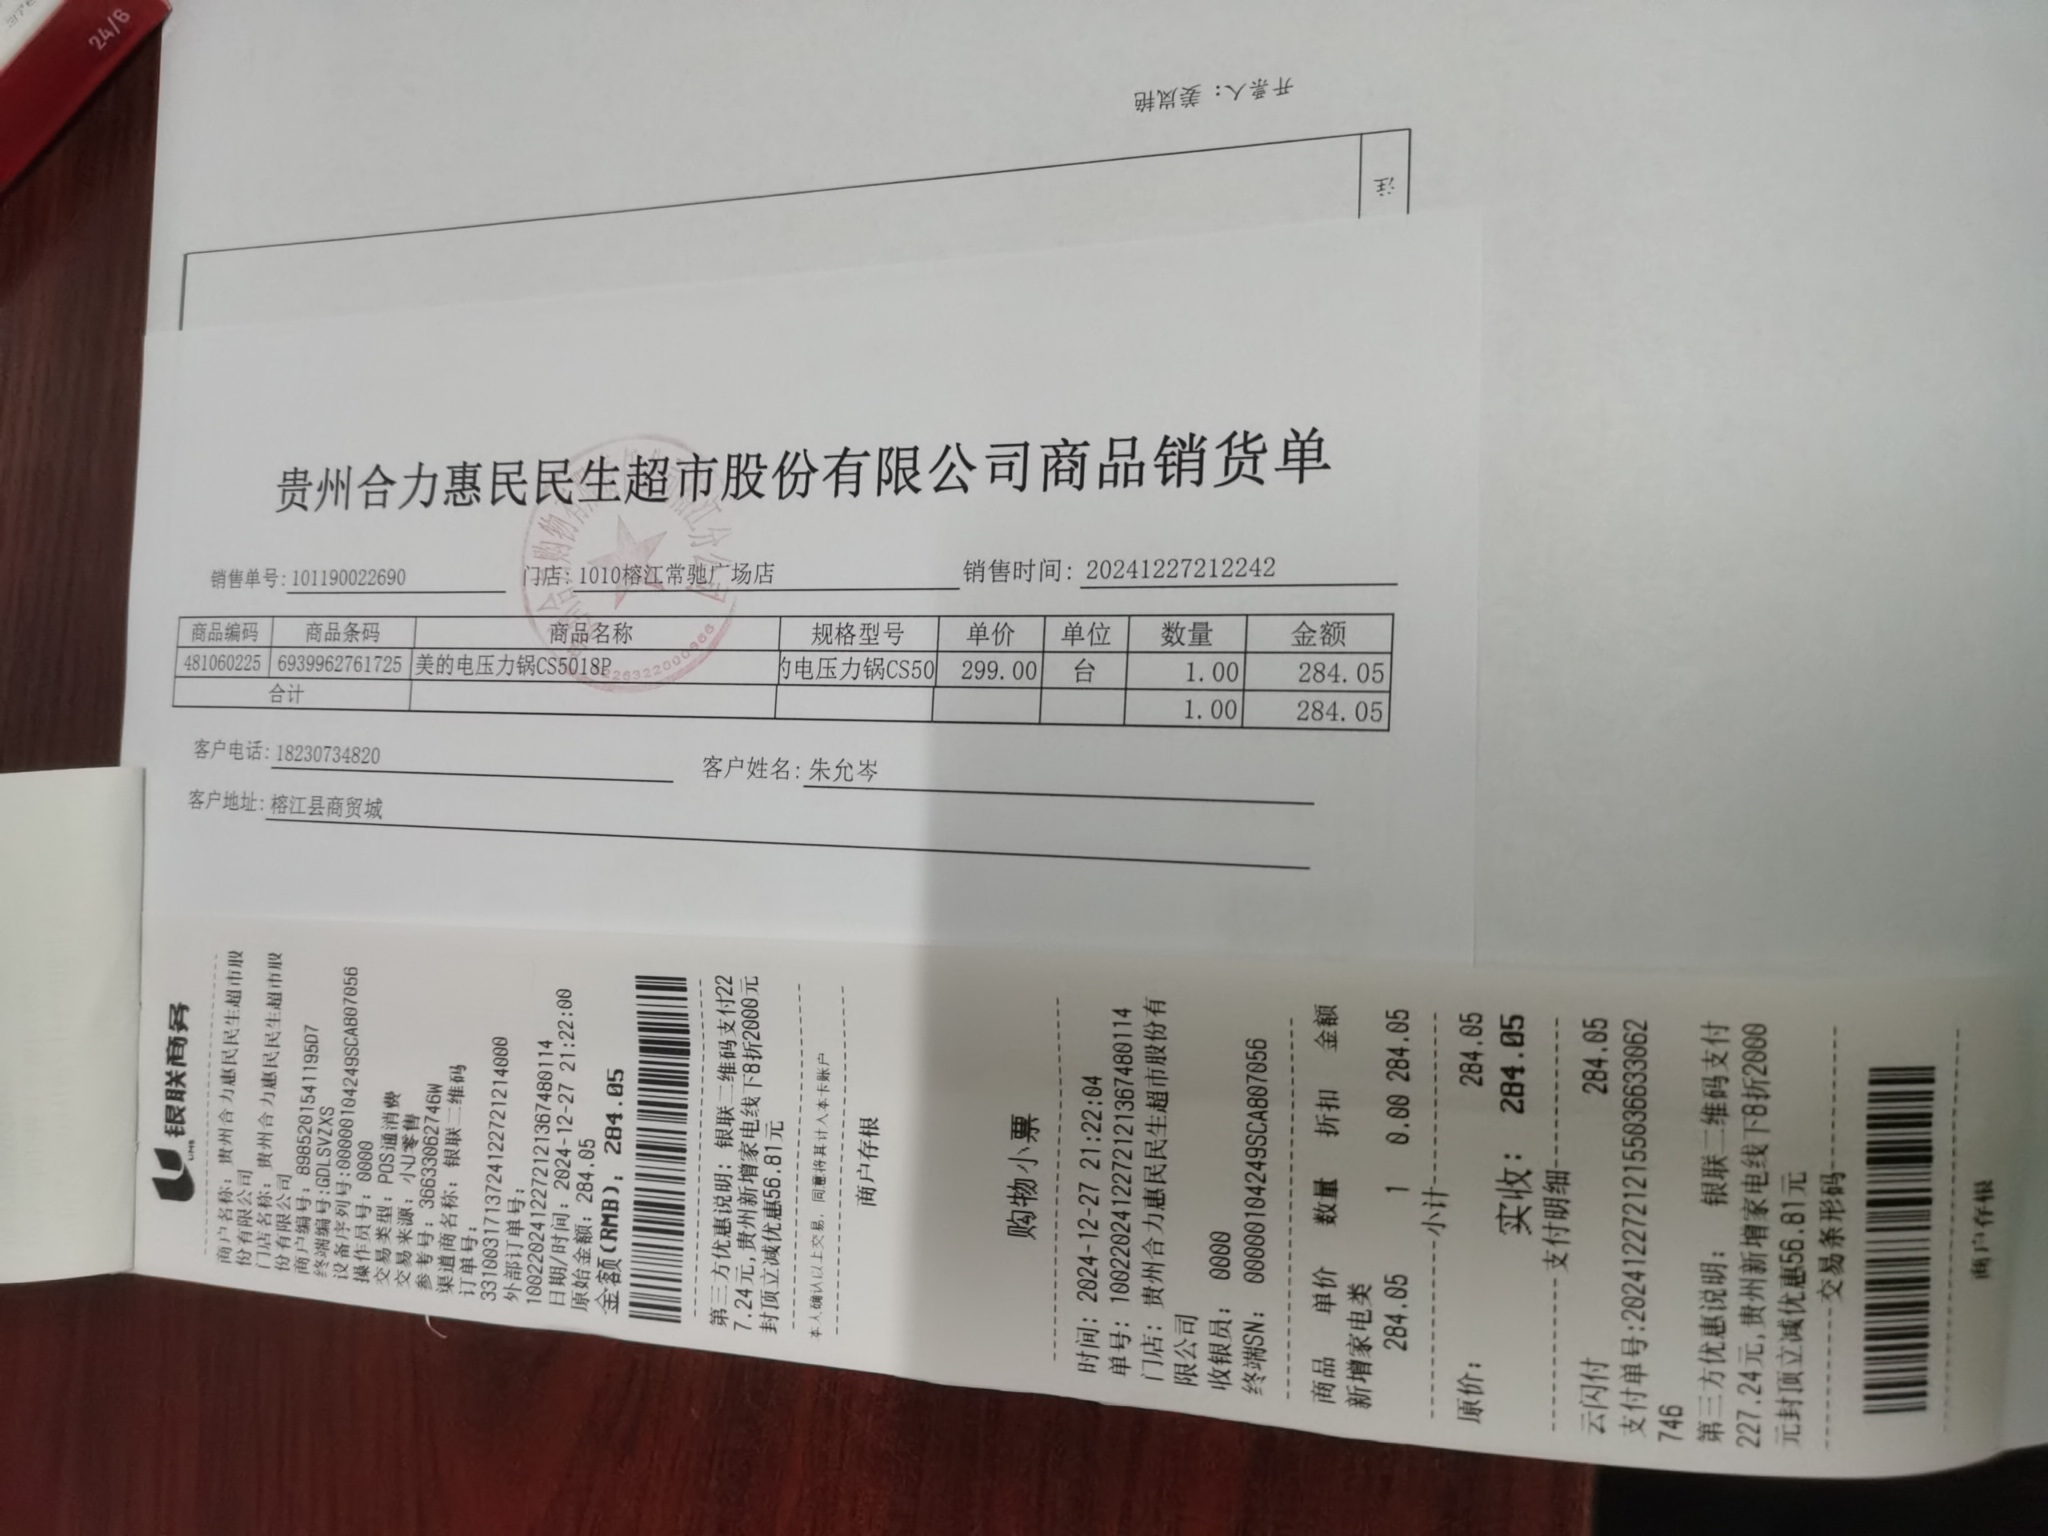 24/6
开票人：姜岚艳
注
贵州合力惠民民生超市股份有限公司商品销货单
销售单号：101190022690 门店：1010榕江常驰广场店 销售时间：20241227212242
商品编码 商品条码 商品名称 规格型号 单价 单位 数量 金额
481060225 6939962761725 美的电压力锅CS5018P 的电压力锅CS50 299.00 台 1.00 284.05
合计 1.00 284.05
客户电话：18230734820 客户姓名：朱允岑
客户地址：榕江县商贸城
银联商务
商户名称：贵州合力惠民民生超市股
份有限公司
门店名称：贵州合力惠民民生超市股
份有限公司
商户编号：8985201541195D7
终端编号:GDLSVZXS
设备序列号:00000104249SCA807056
操作员号：0000
交易类型：POS通消费
交易来源：小U零售
参考号：36633062746W
渠道商名称：银联二维码
订单号：
33100317137241227212214000
外部订单号：
10022024122721213674801​14
日期/时间：2024-12-27 21:22:00
原始金额：284.05
金额(RMB)：284.05
第三方优惠说明：银联二维码支付22
7.24元,贵州新增家电线下8折2000元
封顶立减优惠56.81元
本人确认以上交易，同意将其计入本卡账户
商户存根
购物小票
时间：2024-12-27 21:22:04
单号：1002202412272121367480114
门店：贵州合力惠民民生超市股份有
限公司
收银员：0000
终端SN：00000104249SCA807056
商品 单价 数量 折扣 金额
新增家电类
284.05 1 0.00 284.05
小计
原价： 284.05
实收：284.05
支付明细
云闪付 284.05
支付单号:20241227212155036633062
746
第三方优惠说明：银联二维码支付
227.24元,贵州新增家电线下8折2000
元封顶立减优惠56.81元
交易条形码
商户存根